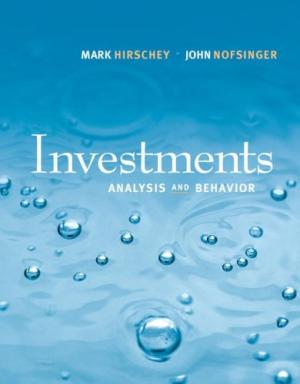 MARK HIRSCHEY · JOHN NOFSINGER
Investments
ANALYSIS AND BEHAVIOR